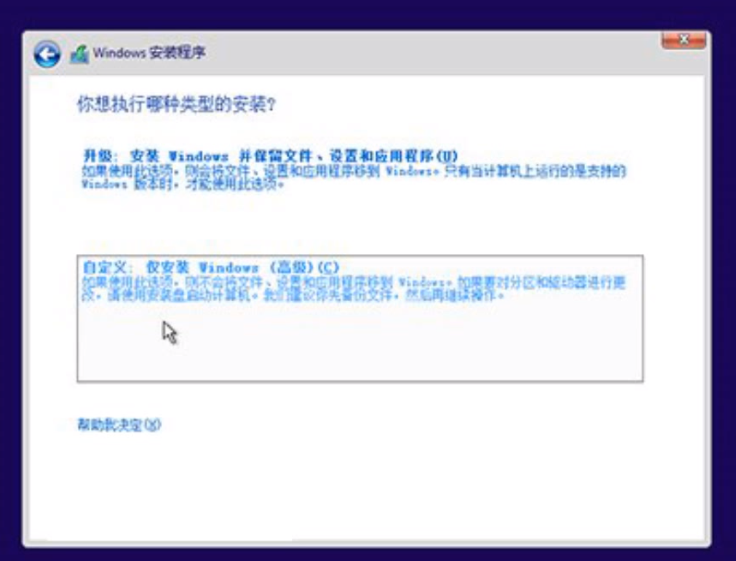 Windows 安装程序
你想执行哪种类型的安装?
升级: 安装 Windows 并保留文件、设置和应用程序(U)
如果使用此选项，则会将文件、设置和应用程序移到 Windows。只有当计算机上运行的是支持的
Windows 版本时，才能使用此选项。
自定义: 仅安装 Windows (高级)(C)
如果使用此选项，则不会将文件、设置和应用程序移到 Windows。如果要对分区和驱动器进行更
改，请使用安装盘启动计算机。我们建议你先备份文件，然后再继续操作。
帮助我决定(W)